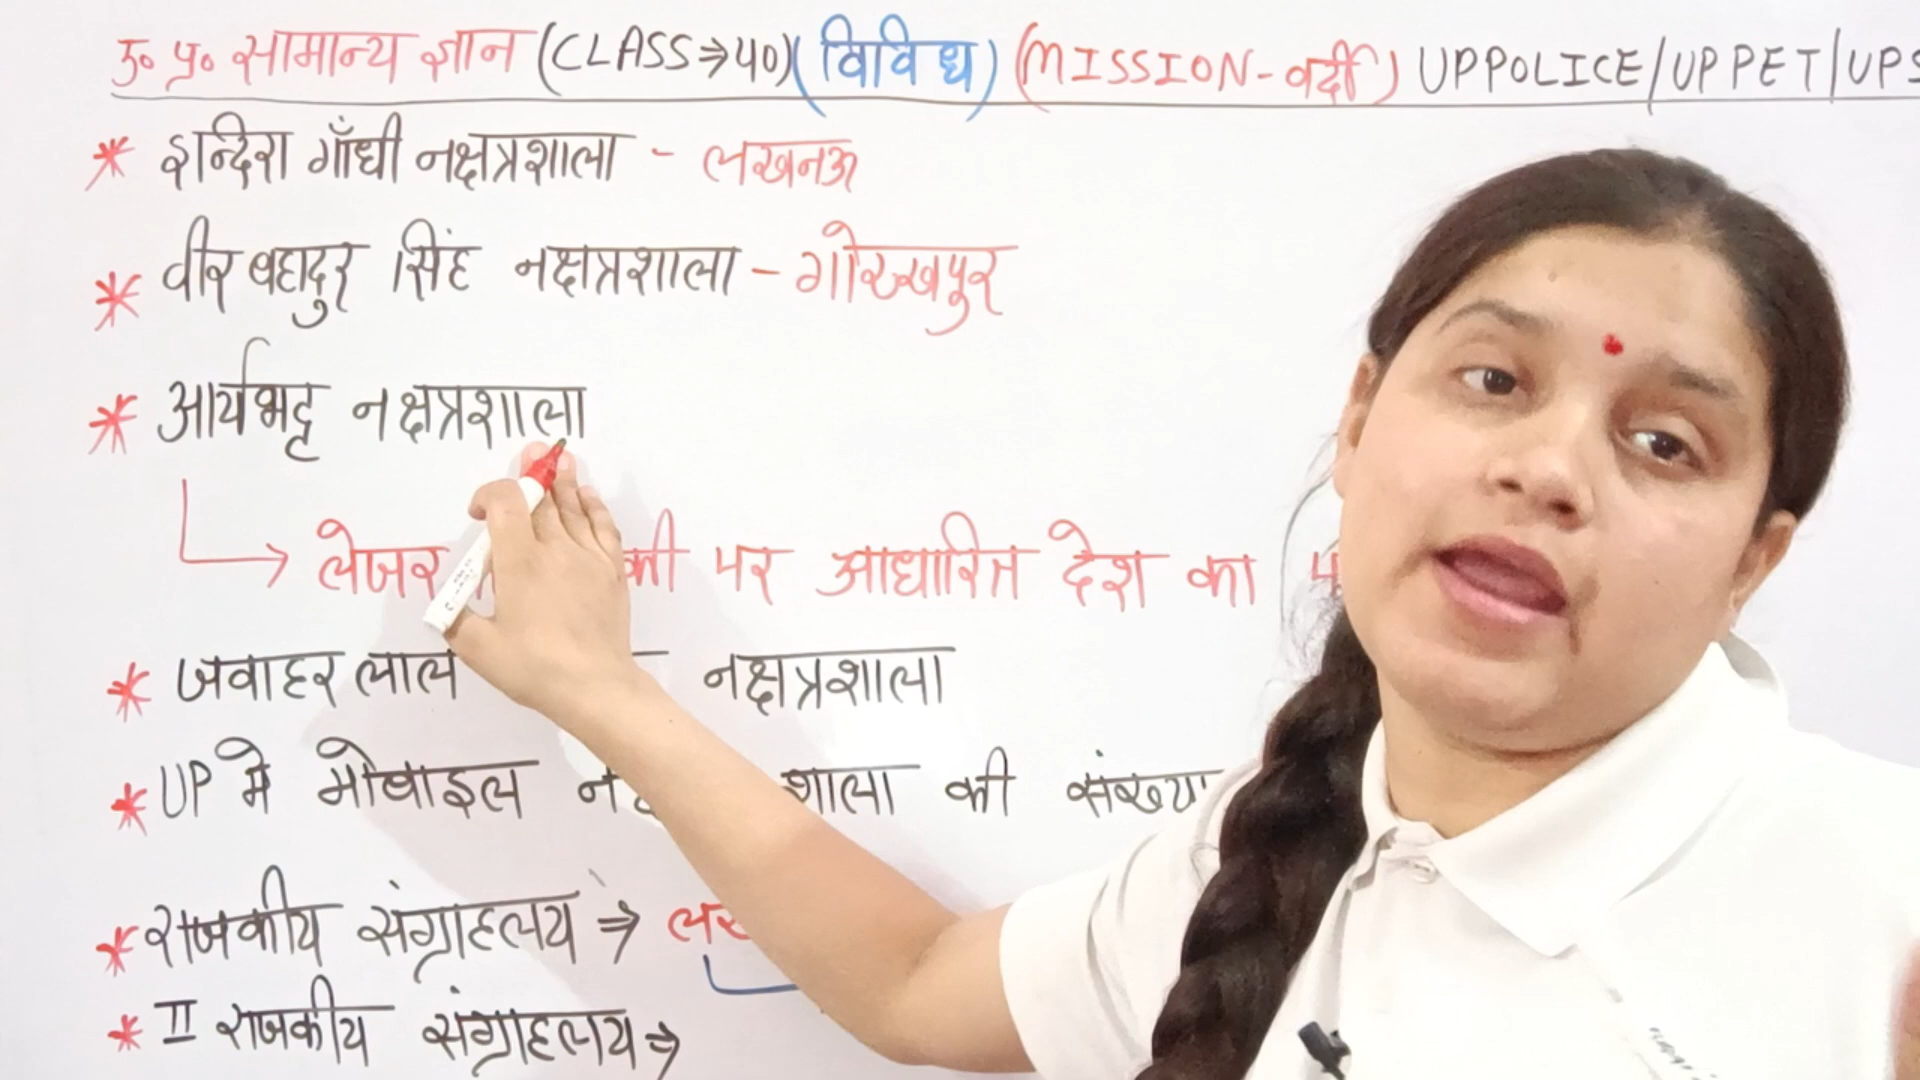 उ० प्र० सामान्य ज्ञान (CLASS⇒40) (विविध) (MISSION-वर्दी) UPPOLICE/UPPET/UPS
* इन्दिरा गाँधी नक्षत्रशाला - लखनऊ
* वीर बहादुर सिंह नक्षत्रशाला - गोरखपुर
* आर्यभट्ट नक्षत्रशाला
→ लेजर पर आधारित देश का
* जवाहर लाल नक्षत्रशाला
* UP मे मोबाइल शाला की संख्या
* राजकीय संग्राहलय ⇒
* II राजकीय संग्राहलय ⇒